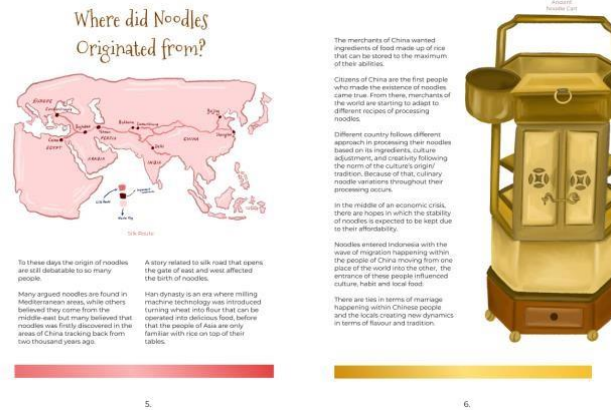 Where did Noodles
Originated from?
EUROPE
EGYPT
ARABIA
PERSIA
INDIA
CHINA
Delhi
Silk Route
To these days the origin of noodles
are still debatable to so many
people.
Many argued noodles are found in
Mediterranean areas, while others
believed they come from the
middle-east but many believed that
noodles was firstly discovered in the
areas of China tracking back from
two thousand years ago.
A story related to silk road that opens
the gate of east and west affected
the birth of noodles.
Han dynasty is an era where milling
machine technology was introduced
turning wheat into flour that can be
operated into delicious food, before
that the people of Asia are only
familiar with rice on top of their
tables.
5.
Ancient
Noodle Cart
The merchants of China wanted
ingredients of food made up of rice
that can be stored to the maximum
of their abilities.
Citizens of China are the first people
who made the existence of noodles
came true. From there, merchants of
the world are starting to adapt to
different recipes of processing
noodles.
Different country follows different
approach in processing their noodles
based on its ingredients, culture
adjustment, and creativity following
the norm of the culture's origin/
tradition. Because of that, culinary
noodle variations throughout their
processing occurs.
In the middle of an economic crisis,
there are hopes in which the stability
of noodles is expected to be kept due
to their affordability.
Noodles entered Indonesia with the
wave of migration happening within
the people of China moving from one
place of the world into the other, the
entrance of these people influenced
culture, habit and local food.
There are ties in terms of marriage
happening within Chinese people
and the locals creating new dynamics
in terms of flavour and tradition.
6.